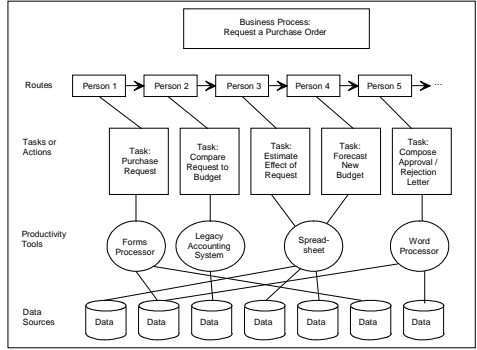 Business Process:
Request a Purchase Order
Routes
Person 1
Person 2
Person 3
Person 4
Person 5
...
Tasks or
Actions
Task:
Purchase
Request
Task:
Compare
Request to
Budget
Task:
Estimate
Effect of
Request
Task:
Forecast
New
Budget
Task:
Compose
Approval /
Rejection
Letter
Productivity
Tools
Forms
Processor
Legacy
Accounting
System
Spread-
sheet
Word
Processor
Data
Sources
Data
Data
Data
Data
Data
Data
Data